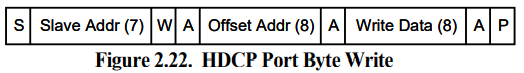 S Slave Addr (7) W A Offset Addr (8) A Write Data (8) A P
Figure 2.22. HDCP Port Byte Write